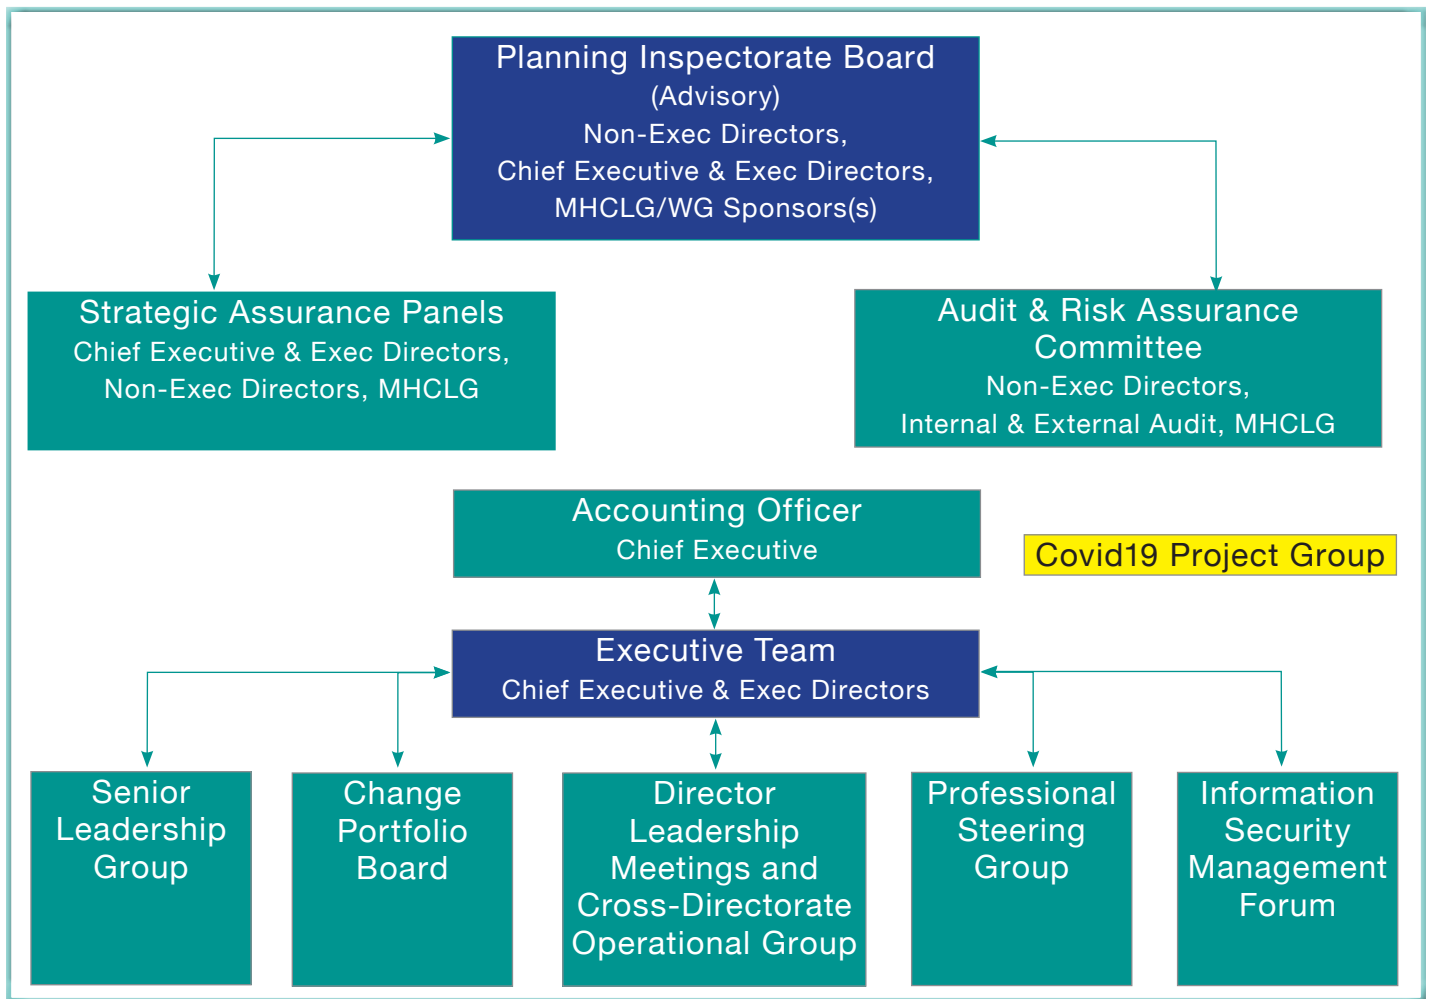 Planning Inspectorate Board
(Advisory)
Non-Exec Directors,
Chief Executive & Exec Directors,
MHCLG/WG Sponsors(s)
Strategic Assurance Panels
Chief Executive & Exec Directors,
Non-Exec Directors, MHCLG
Audit & Risk Assurance
Committee
Non-Exec Directors,
Internal & External Audit, MHCLG
Accounting Officer
Chief Executive
Covid19 Project Group
Executive Team
Chief Executive & Exec Directors
Senior
Leadership
Group
Change
Portfolio
Board
Director
Leadership
Meetings and
Cross-Directorate
Operational Group
Professional
Steering
Group
Information
Security
Management
Forum